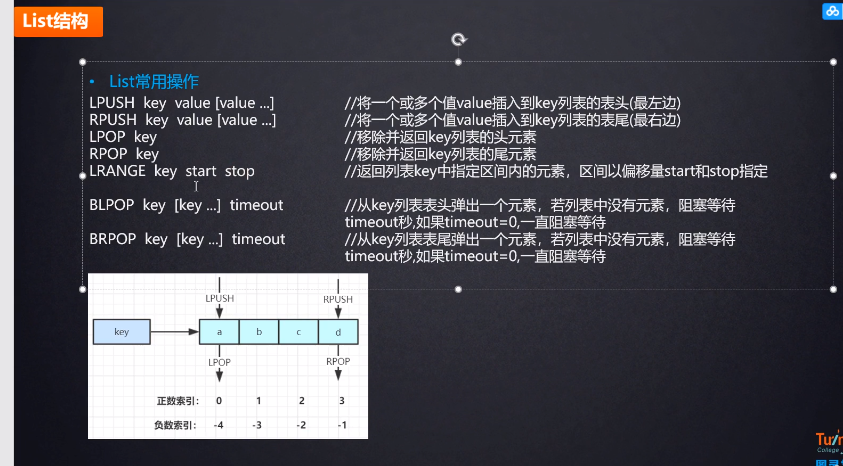 List结构
• List常用操作
LPUSH key value [value ...] //将一个或多个值value插入到key列表的表头(最左边)
RPUSH key value [value ...] //将一个或多个值value插入到key列表的表尾(最右边)
LPOP key //移除并返回key列表的头元素
RPOP key //移除并返回key列表的尾元素
LRANGE key start stop //返回列表key中指定区间内的元素，区间以偏移量start和stop指定
BLPOP key [key ...] timeout //从key列表表头弹出一个元素，若列表中没有元素，阻塞等待
timeout秒,如果timeout=0,一直阻塞等待
BRPOP key [key ...] timeout //从key列表表尾弹出一个元素，若列表中没有元素，阻塞等待
timeout秒,如果timeout=0,一直阻塞等待
LPUSH RPUSH
key a b c d
LPOP RPOP
正数索引: 0 1 2 3
负数索引: -4 -3 -2 -1
College